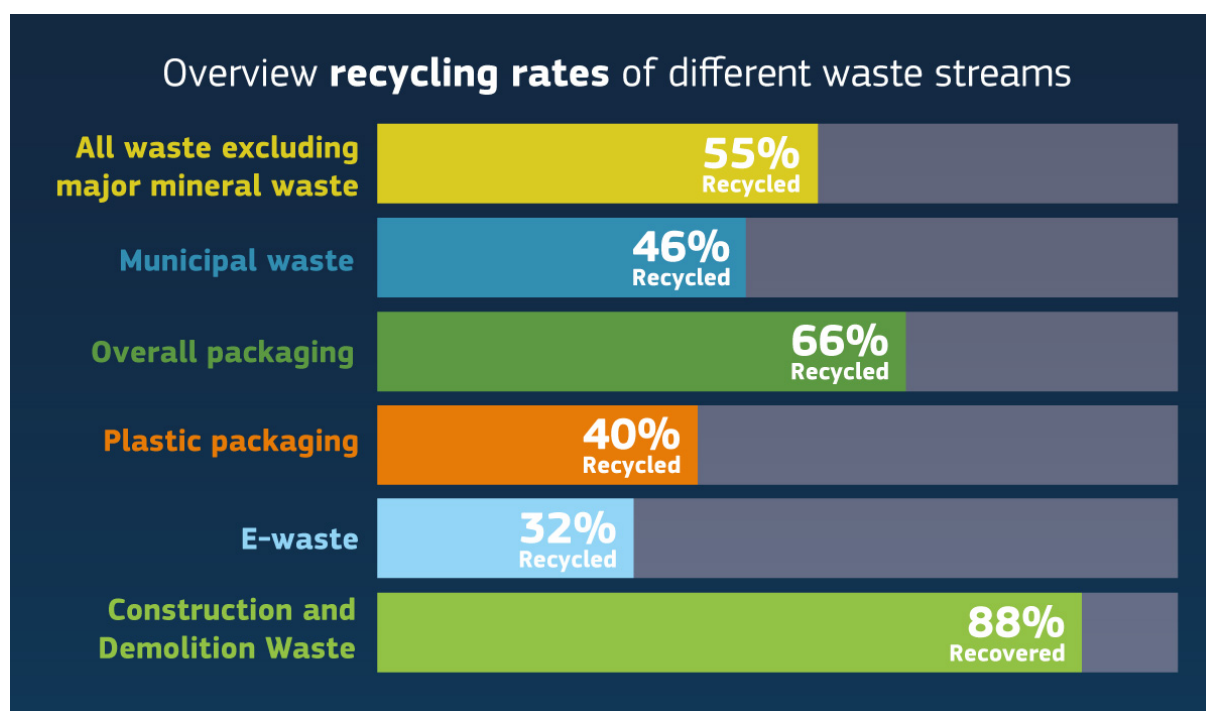 Overview recycling rates of different waste streams
All waste excluding
major mineral waste
55%
Recycled
Municipal waste
46%
Recycled
Overall packaging
66%
Recycled
Plastic packaging
40%
Recycled
E-waste
32%
Recycled
Construction and
Demolition Waste
88%
Recovered